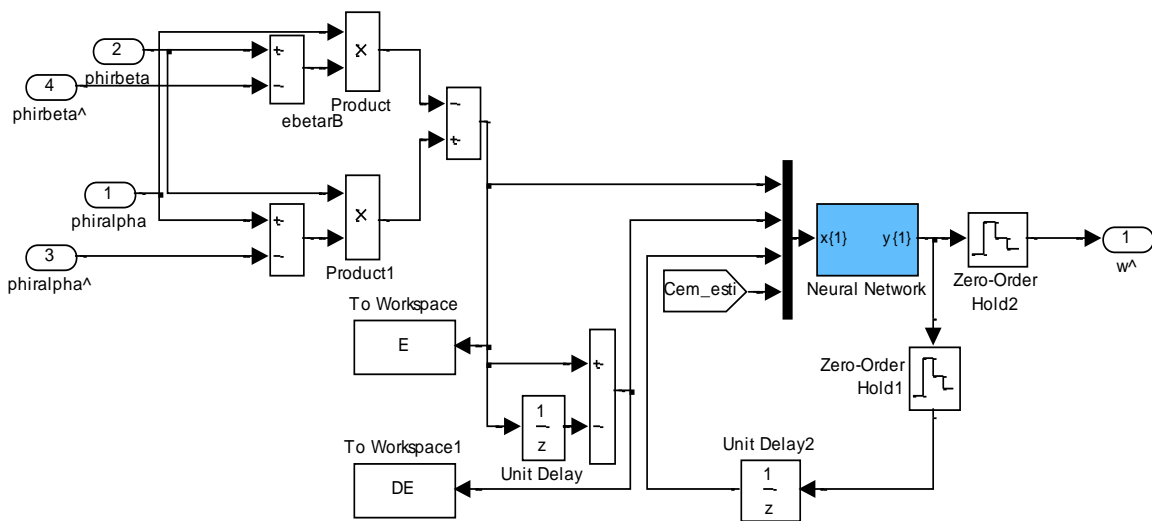 2
phirbeta
4
phirbeta^
+
−
ebetarB
X
Product
−
+
1
phiralpha
3
phiralpha^
+
−
X
Product1
To Workspace
E
Cem_esti
x{1} y{1}
Neural Network
Zero-Order
Hold2
1
w^
Zero-Order
Hold1
+
−
1
z
Unit Delay
To Workspace1
DE
Unit Delay2
1
z